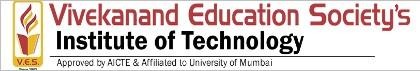 Vivekanand Education Society's
Institute of Technology
Approved by AICTE & Affiliated to University of Mumbai
V.E.S.